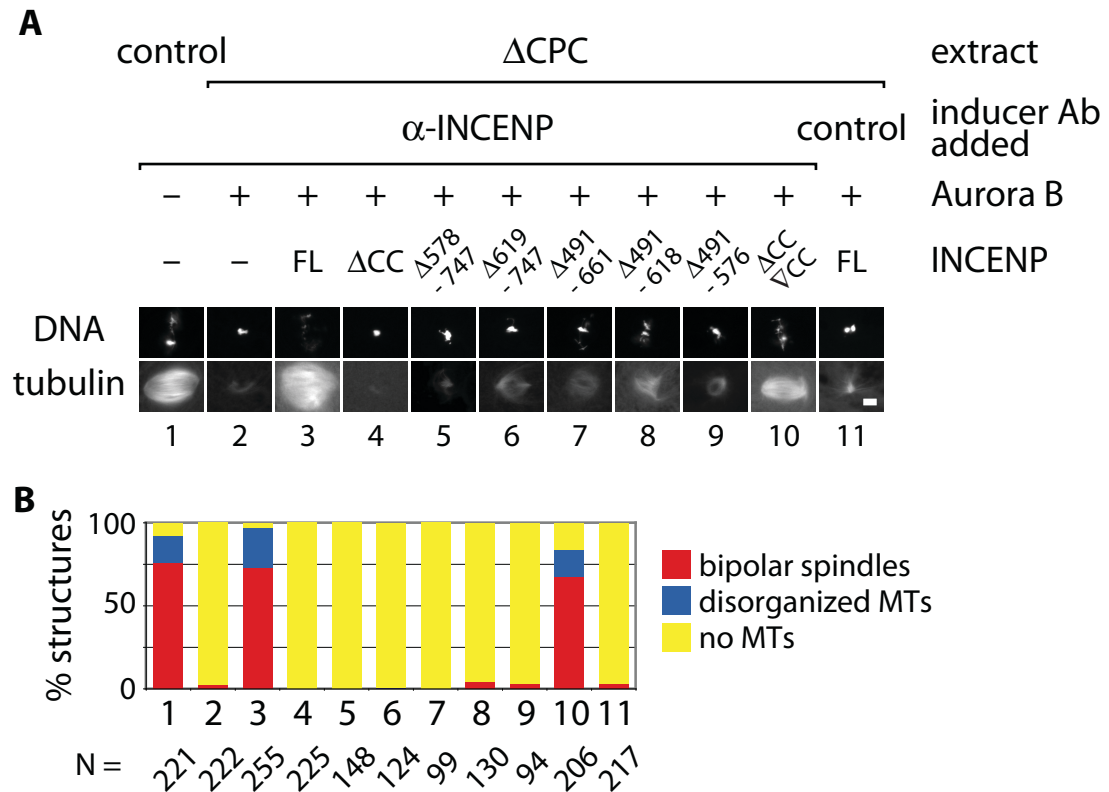 A
control ΔCPC extract
α-INCENP control inducer Ab
added
– + + + + + + + + + + Aurora B
– – FL ΔCC Δ578 - 747 Δ619 - 747 Δ491 - 661 Δ491 - 618 Δ491 - 576 ΔCC ∇CC FL INCENP
DNA
tubulin
1 2 3 4 5 6 7 8 9 10 11
B
% structures
100
50
0
bipolar spindles
disorganized MTs
no MTs
1 2 3 4 5 6 7 8 9 10 11
N = 221 222 255 225 148 124 99 130 94 206 217